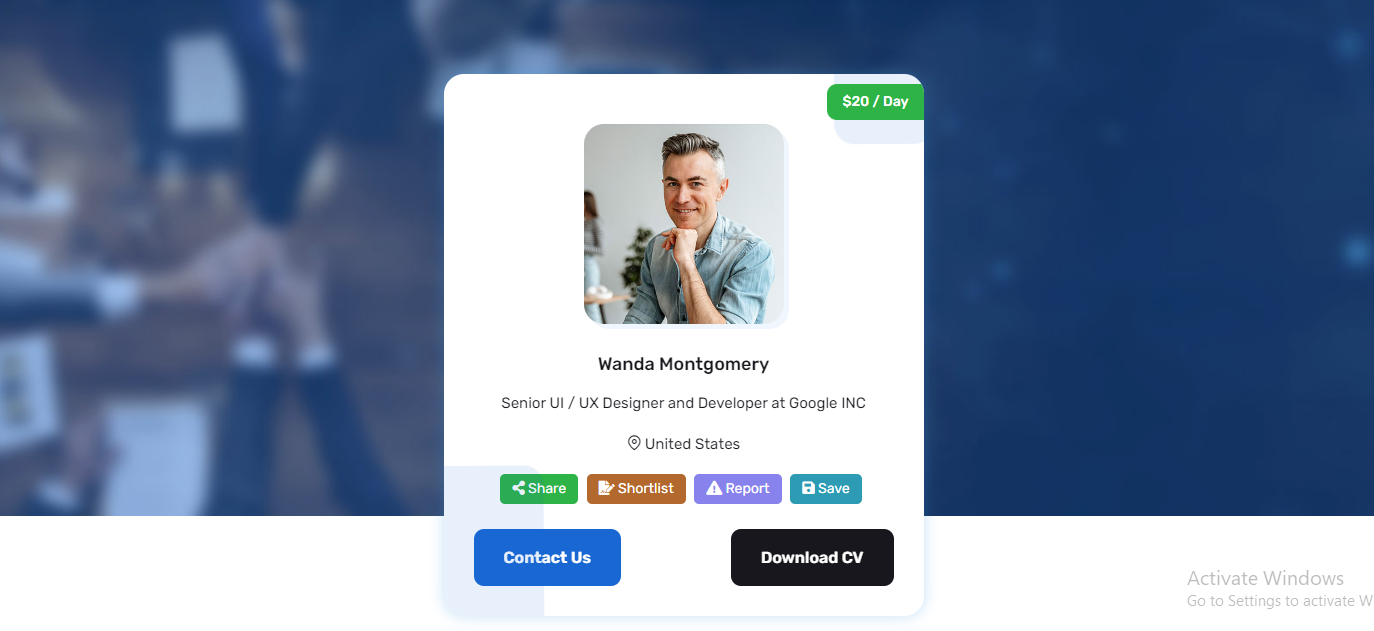 $20 / Day
Wanda Montgomery
Senior UI / UX Designer and Developer at Google INC
United States
Share Shortlist Report Save
Contact Us Download CV
Activate Windows
Go to Settings to activate W